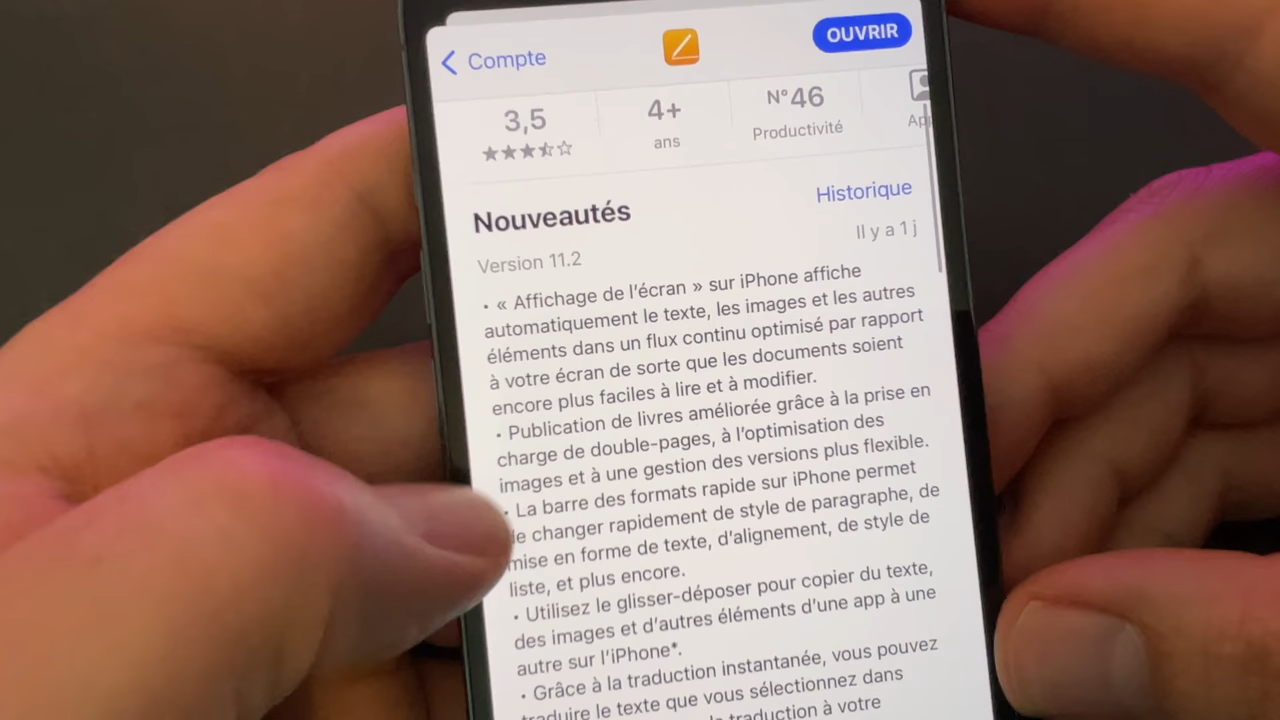 Compte
OUVRIR
3,5
4+
ans
N°46
Productivité
Nouveautés
Historique
Version 11.2
Il y a 1 j
• « Affichage de l'écran » sur iPhone affiche
automatiquement le texte, les images et les autres
éléments dans un flux continu optimisé par rapport
à votre écran de sorte que les documents soient
encore plus faciles à lire et à modifier.
• Publication de livres améliorée grâce à la prise en
charge de double-pages, à l'optimisation des
images et à une gestion des versions plus flexible.
• La barre des formats rapide sur iPhone permet
de changer rapidement de style de paragraphe, de
mise en forme de texte, d'alignement, de style de
liste, et plus encore.
• Utilisez le glisser-déposer pour copier du texte,
des images et d'autres éléments d'une app à une
autre sur l'iPhone*.
• Grâce à la traduction instantanée, vous pouvez
traduire le texte que vous sélectionnez dans
la traduction à votre